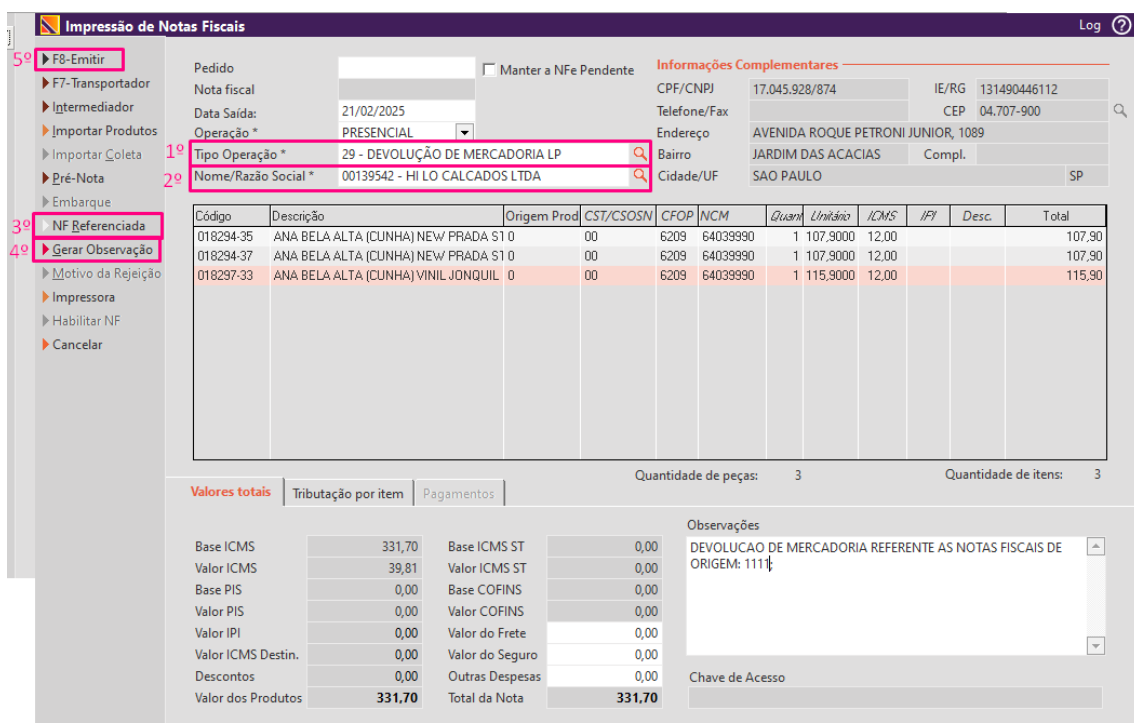 Impressão de Notas Fiscais Log
5º F8-Emitir
F7-Transportador
Intermediador
Importar Produtos
Importar Coleta
Pré-Nota
Embarque
3º NF Referenciada
4º Gerar Observação
Motivo da Rejeição
Impressora
Habilitar NF
Cancelar
Pedido Manter a NFe Pendente
Nota fiscal
Data Saída: 21/02/2025
Operação * PRESENCIAL
1º Tipo Operação * 29 - DEVOLUÇÃO DE MERCADORIA LP
2º Nome/Razão Social * 00139542 - HI LO CALCADOS LTDA
Informações Complementares
CPF/CNPJ 17.045.928/874 IE/RG 131490446112
Telefone/Fax CEP 04.707-900
Endereço AVENIDA ROQUE PETRONI JUNIOR, 1089
Bairro JARDIM DAS ACACIAS Compl.
Cidade/UF SAO PAULO SP
Código Descrição Origem Prod CST/CSOSN CFOP NCM Quant Unitário ICMS IPI Desc. Total
018294-35 ANA BELA ALTA (CUNHA) NEW PRADA S1 0 00 6209 64039990 1 107,9000 12,00 107,90
018294-37 ANA BELA ALTA (CUNHA) NEW PRADA S1 0 00 6209 64039990 1 107,9000 12,00 107,90
018297-33 ANA BELA ALTA (CUNHA) VINIL JONQUIL 0 00 6209 64039990 1 115,9000 12,00 115,90
Quantidade de peças: 3 Quantidade de itens: 3
Valores totais Tributação por item Pagamentos
Base ICMS 331,70 Base ICMS ST 0,00
Valor ICMS 39,81 Valor ICMS ST 0,00
Base PIS 0,00 Base COFINS 0,00
Valor PIS 0,00 Valor COFINS 0,00
Valor IPI 0,00 Valor do Frete 0,00
Valor ICMS Destin. 0,00 Valor do Seguro 0,00
Descontos 0,00 Outras Despesas 0,00
Valor dos Produtos 331,70 Total da Nota 331,70
Observações
DEVOLUCAO DE MERCADORIA REFERENTE AS NOTAS FISCAIS DE
ORIGEM: 1111;
Chave de Acesso